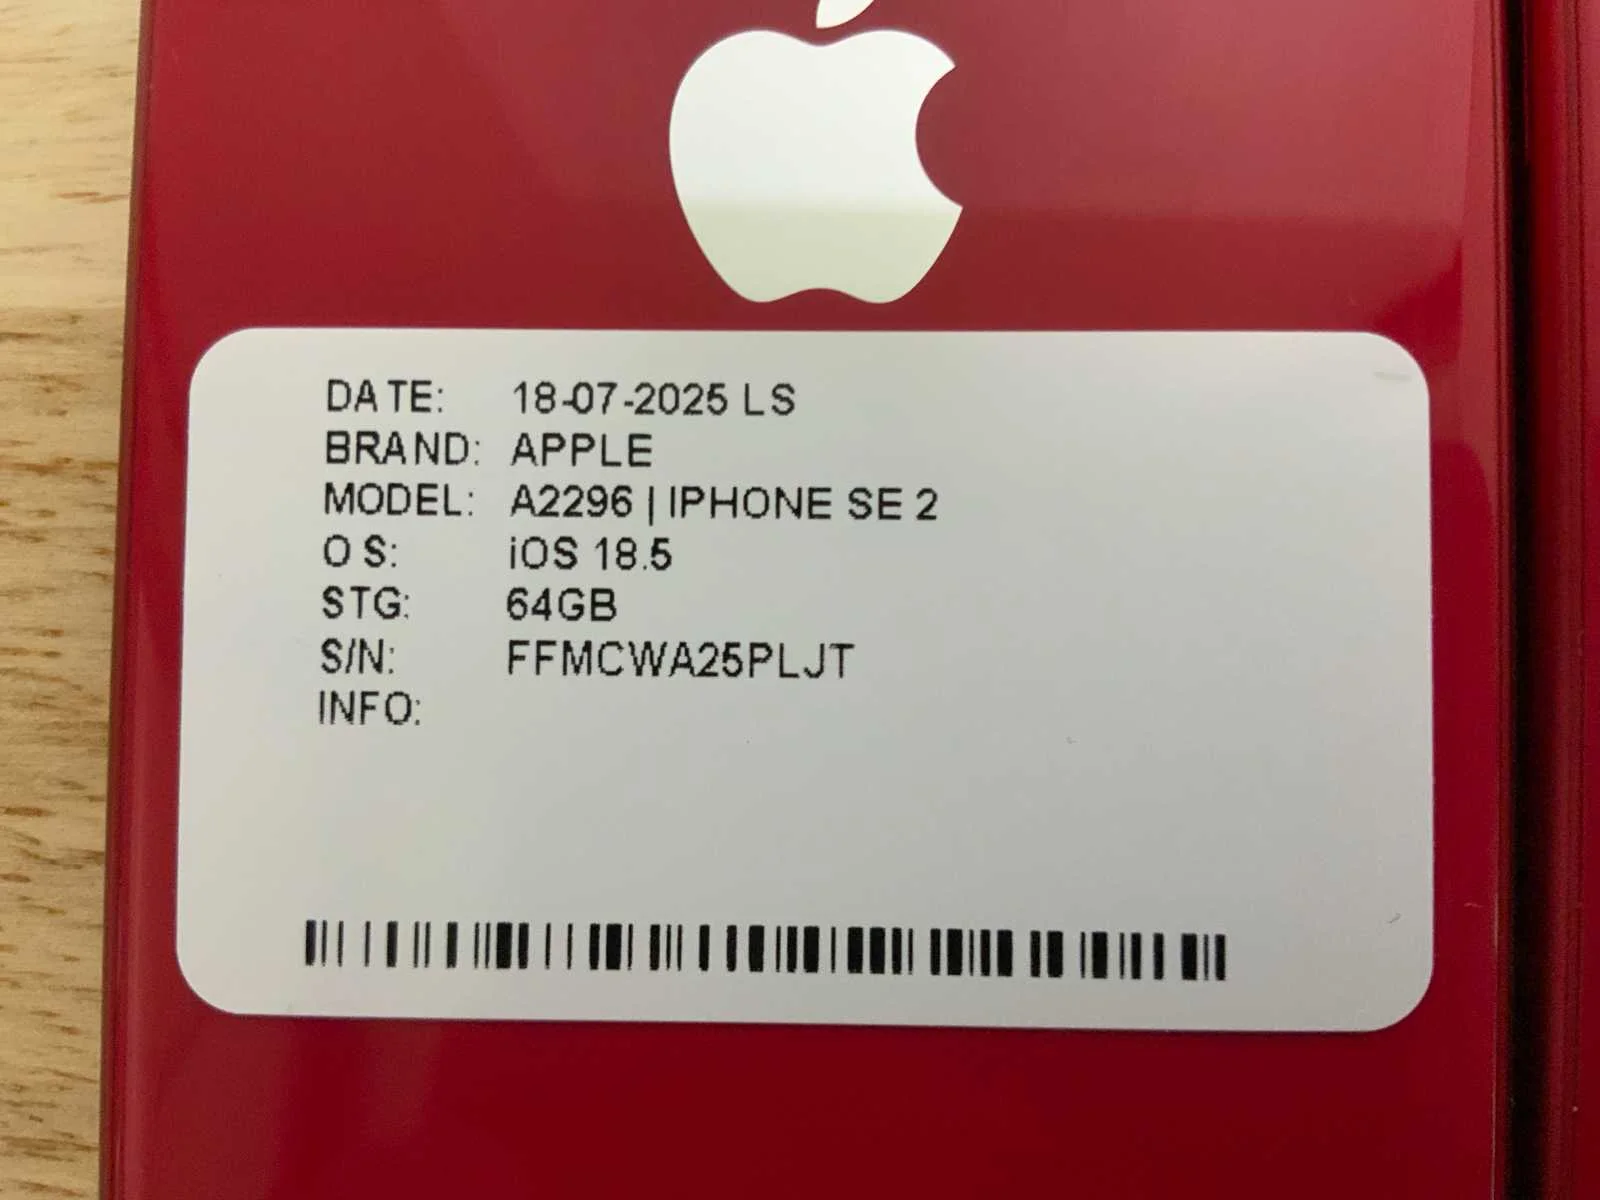 DATE: 18-07-2025 LS
BRAND: APPLE
MODEL: A2296 | IPHONE SE 2
OS: iOS 18.5
STG: 64GB
S/N: FFMCWA25PLJT
INFO: